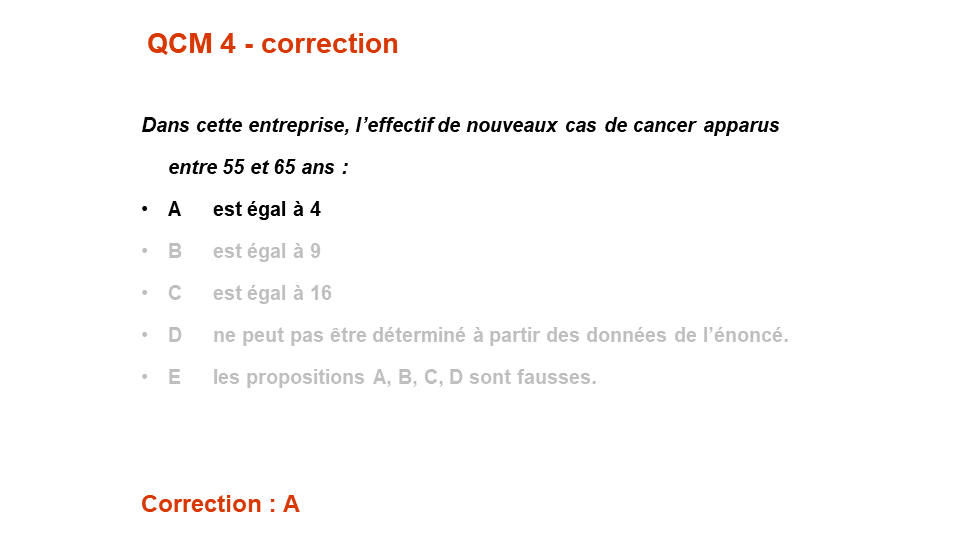 QCM 4 - correction
Dans cette entreprise, l’effectif de nouveaux cas de cancer apparus
entre 55 et 65 ans :
• A est égal à 4
• B est égal à 9
• C est égal à 16
• D ne peut pas être déterminé à partir des données de l’énoncé.
• E les propositions A, B, C, D sont fausses.
Correction : A